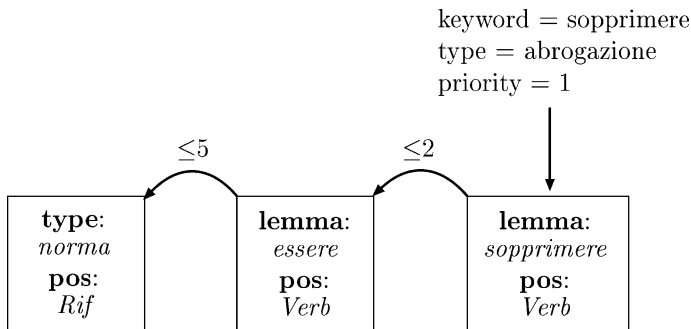 keyword = sopprimere
type = abrogazione
priority = 1
≤5
≤2
type:
norma
pos:
Rif
lemma:
essere
pos:
Verb
lemma:
sopprimere
pos:
Verb